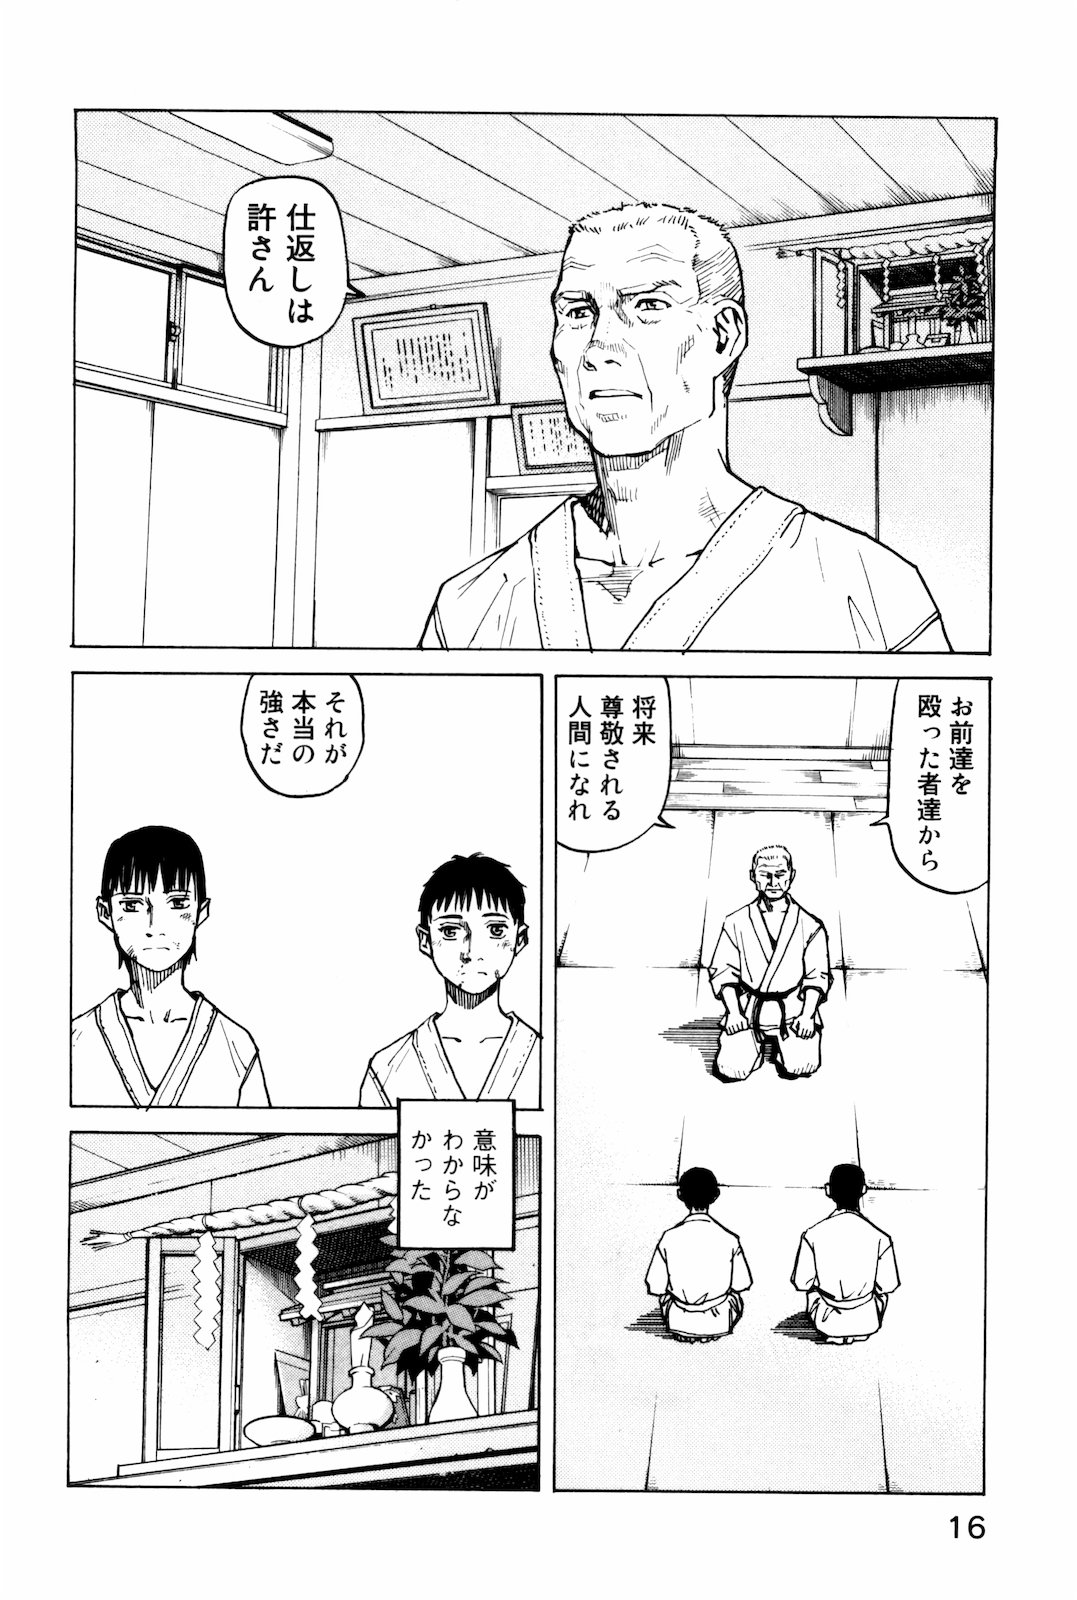 仕返しは
許さん
お前達を
殴った者達から
将来
尊敬される
人間になれ
それが
本当の
強さだ
意味が
わからな
かった
16